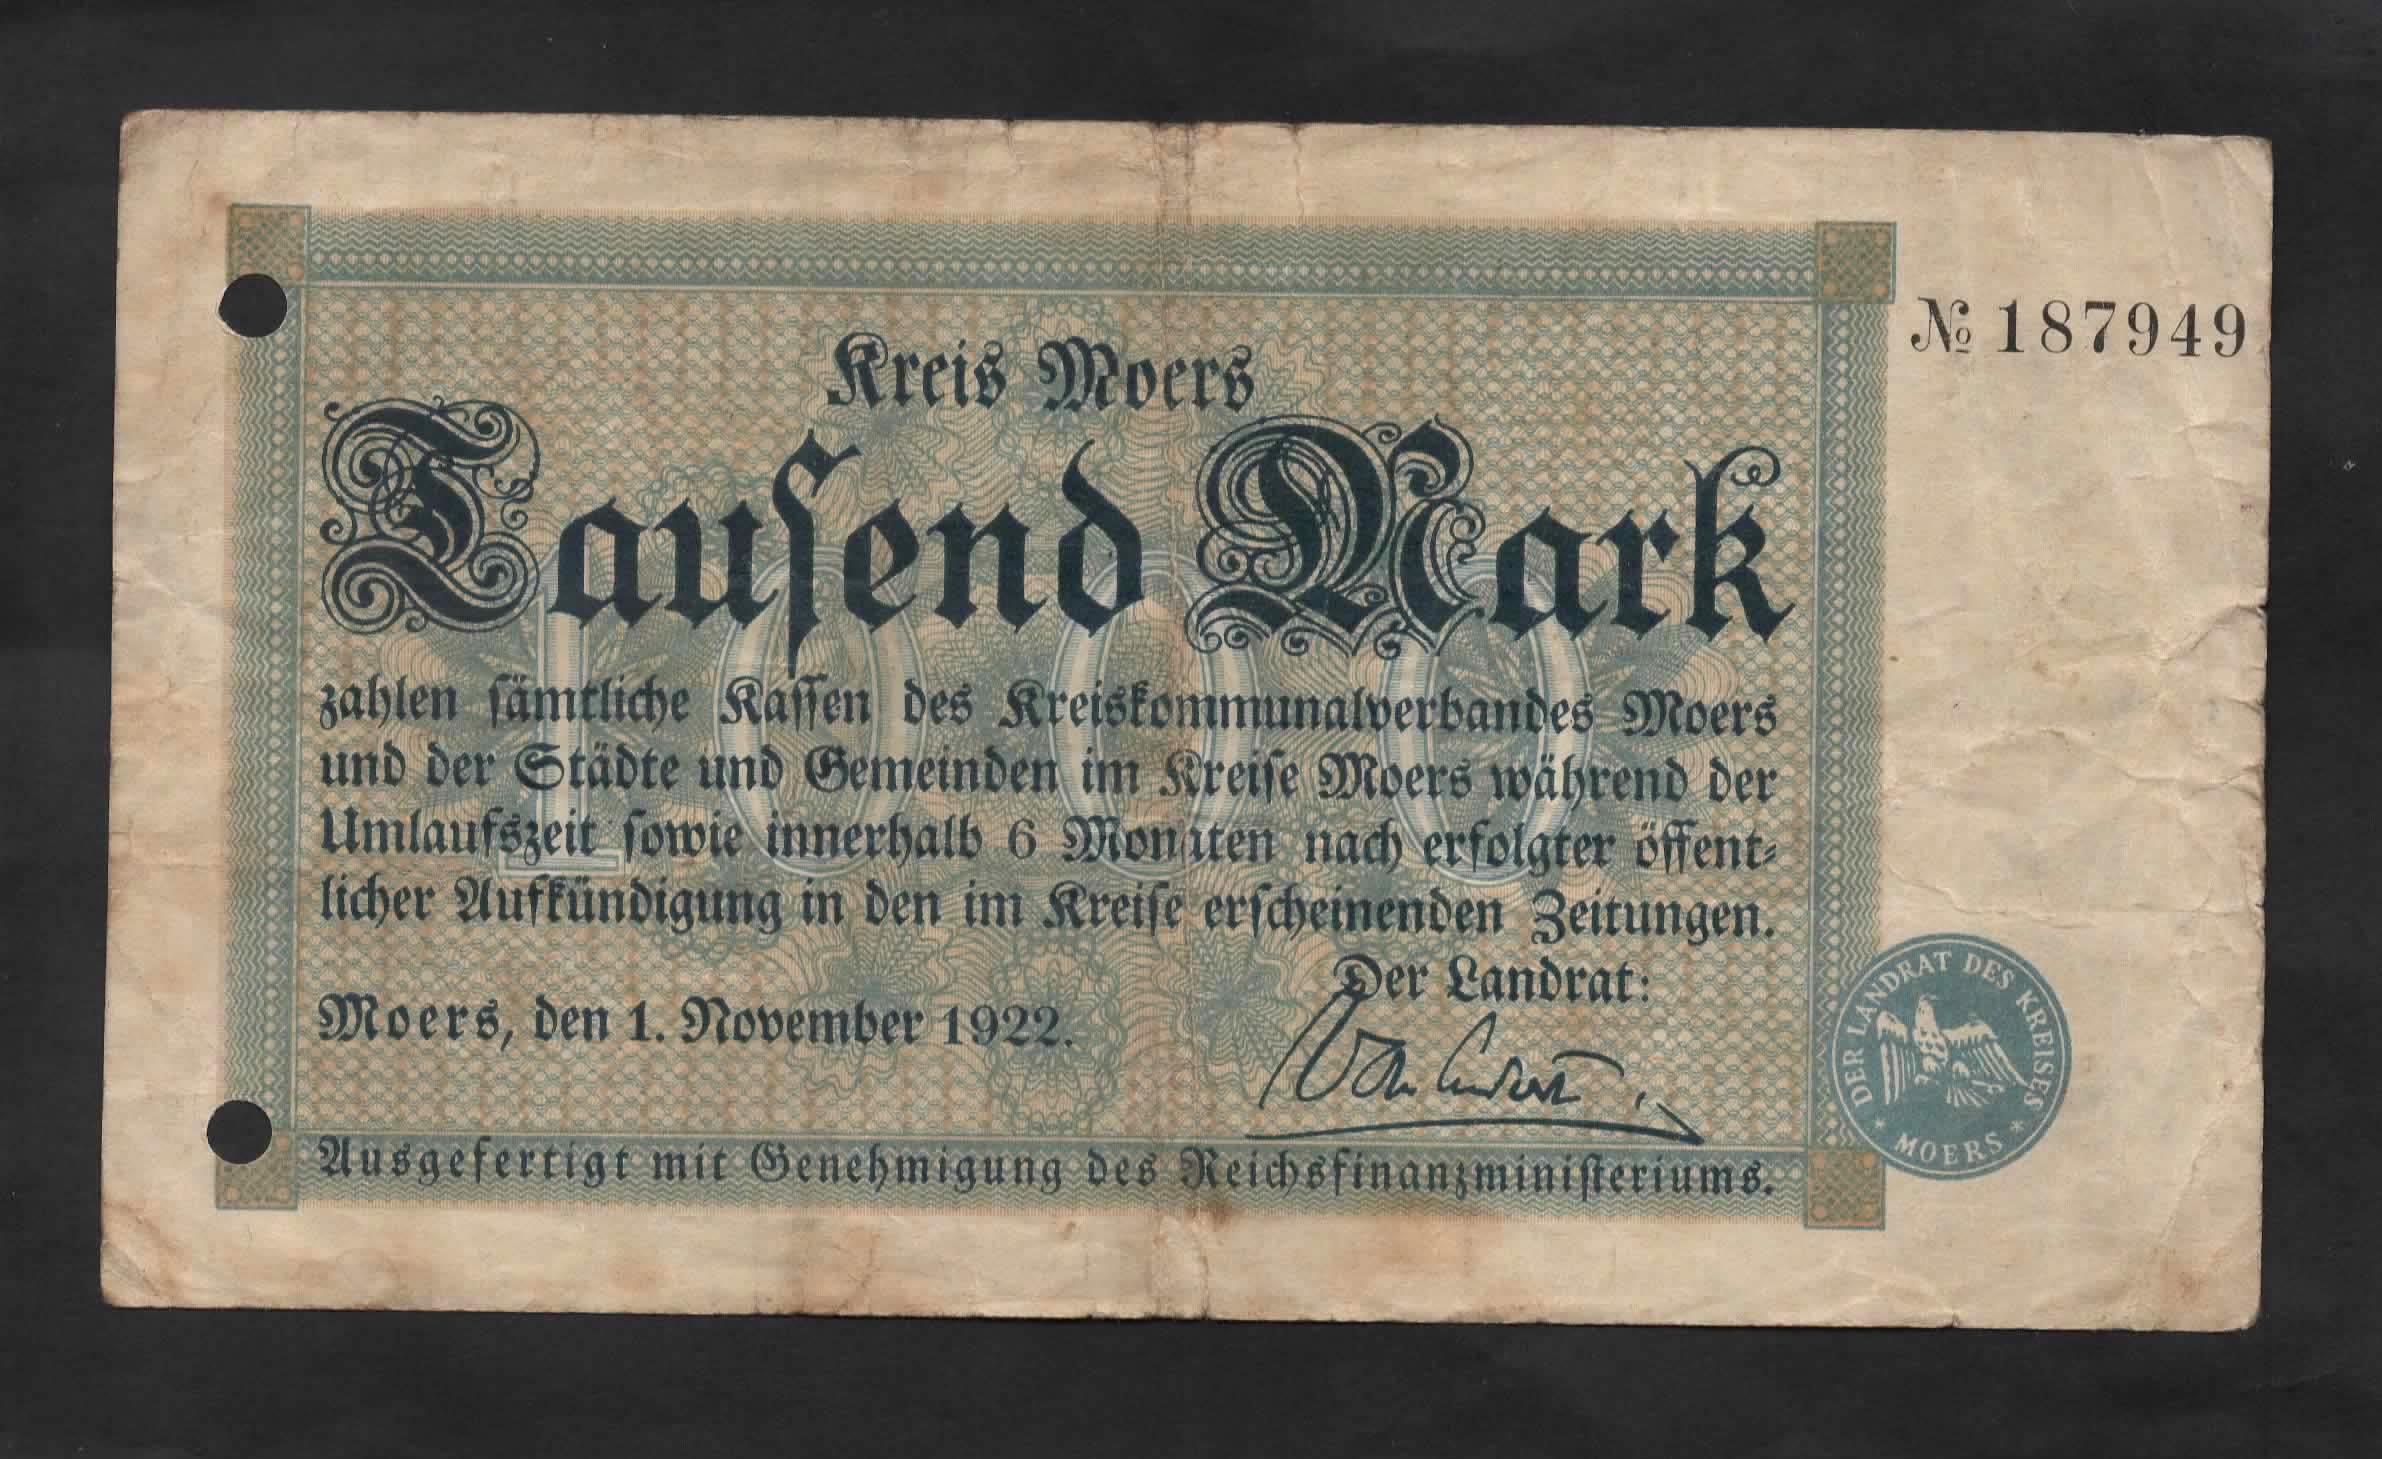 Kreis Moers
№ 187949
Tausend Mark
1000
zahlen sämtliche Kassen des Kreiskommunalverbandes Moers
und der Städte und Gemeinden im Kreise Moers während der
Umlaufszeit sowie innerhalb 6 Monaten nach erfolgter öffent-
licher Aufkündigung in den im Kreise erscheinenden Zeitungen.
Der Landrat:
Moers, den 1. November 1922.
DER LANDRAT DES KREISES
* MOERS *
Ausgefertigt mit Genehmigung des Reichsfinanzministeriums.